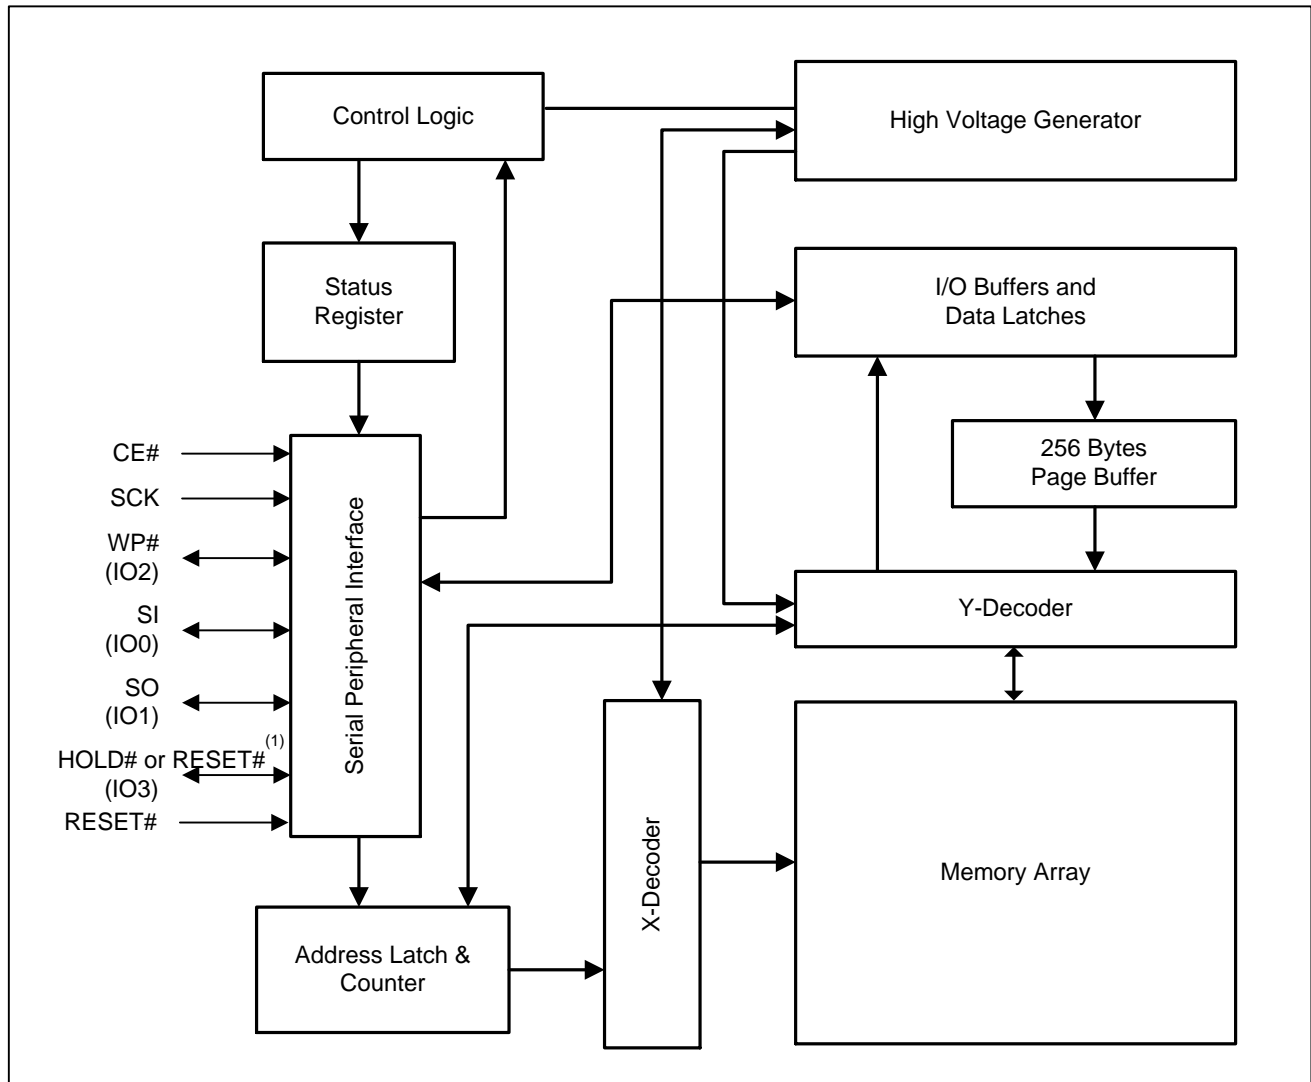 Control Logic
High Voltage Generator
Status
Register
I/O Buffers and
Data Latches
256 Bytes
Page Buffer
Y-Decoder
CE#
SCK
WP#
(IO2)
SI
(IO0)
SO
(IO1)
HOLD# or RESET#(1)
(IO3)
RESET#
Serial Peripheral Interface
X-Decoder
Memory Array
Address Latch &
Counter